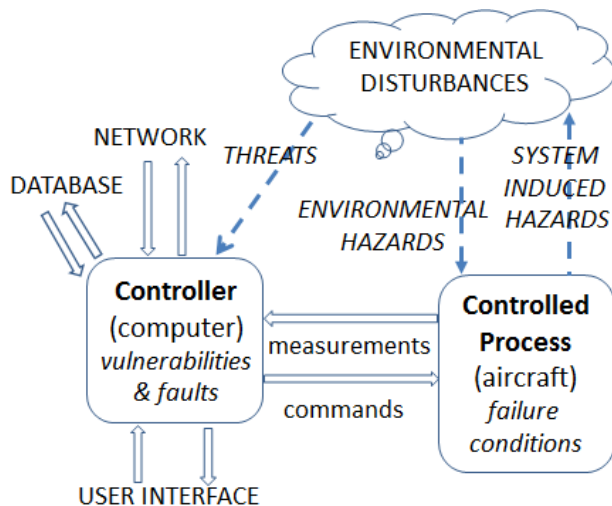 ENVIRONMENTAL
DISTURBANCES
NETWORK
THREATS
SYSTEM
INDUCED
HAZARDS
DATABASE
ENVIRONMENTAL
HAZARDS
Controller
(computer)
vulnerabilities
& faults
measurements
commands
Controlled
Process
(aircraft)
failure
conditions
USER INTERFACE